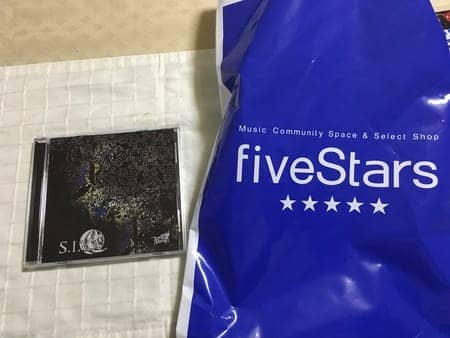 Music Community Space & Select Shop
fiveStars
★★★★★
S.I.